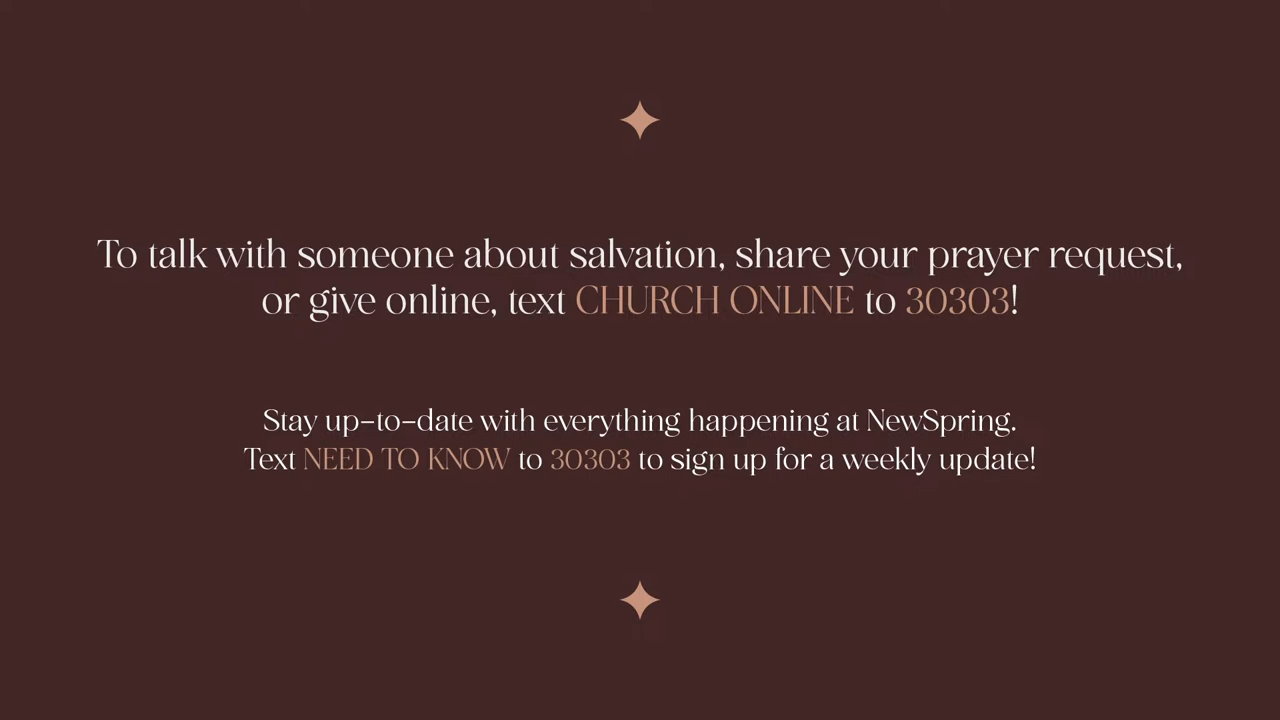 To talk with someone about salvation, share your prayer request,
or give online, text CHURCH ONLINE to 30303!
Stay up-to-date with everything happening at NewSpring.
Text NEED TO KNOW to 30303 to sign up for a weekly update!